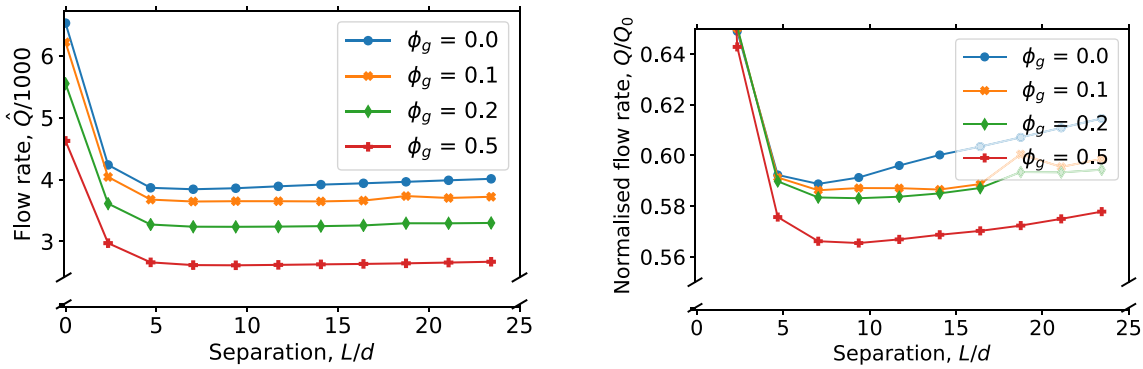 Flow rate, Q̂/1000
6
5
4
3
ϕg = 0.0
ϕg = 0.1
ϕg = 0.2
ϕg = 0.5
0 5 10 15 20 25
Separation, L/d
Normalised flow rate, Q/Q0
0.64
0.62
0.60
0.58
0.56
ϕg = 0.0
ϕg = 0.1
ϕg = 0.2
ϕg = 0.5
0 5 10 15 20 25
Separation, L/d